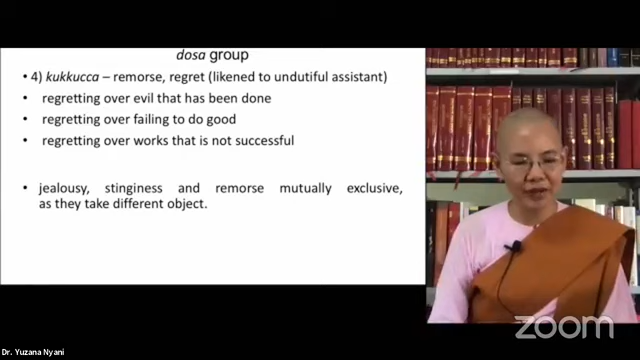 dosa group
• 4) kukkucca – remorse, regret (likened to undutiful assistant)
• regretting over evil that has been done
• regretting over failing to do good
• regretting over works that is not successful
• jealousy, stinginess and remorse mutually exclusive,
as they take different object.
zoom
Dr. Yuzana Nyani